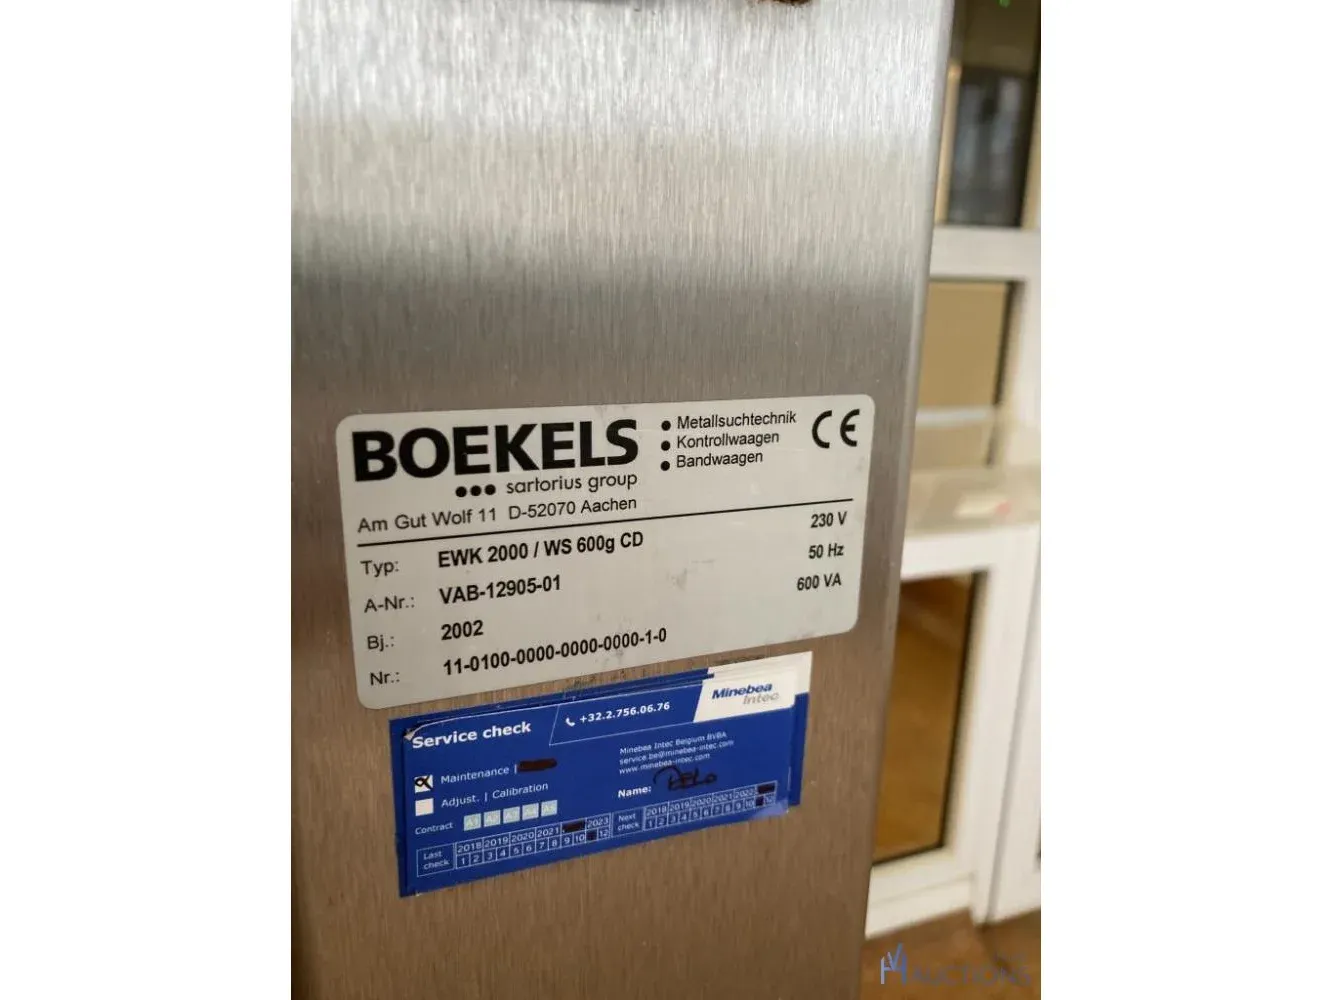 BOEKELS
sartorius group
Am Gut Wolf 11 D-52070 Aachen
• Metallsuchtechnik
• Kontrollwaagen
• Bandwaagen
CE
Typ: EWK 2000 / WS 600g CD 230 V
A-Nr.: VAB-12905-01 50 Hz
Bj.: 2002 600 VA
Nr.: 11-0100-0000-0000-0000-1-0
Service check
+32.2.756.06.76
Minebea
Intec
Minebea Intec Belgium BVBA
service.be@minebea-intec.com
www.minebea-intec.com
Maintenance |
Adjust. | Calibration
Name:
Contract A1 A2 A3 A4 A5
Last check
2018 2019 2020 2021 2023
1 2 3 4 5 6 7 8 9 10 12
Next check
2018 2019 2020 2021 2022
1 2 3 4 5 6 7 8 9 10 12
AUCTIONS